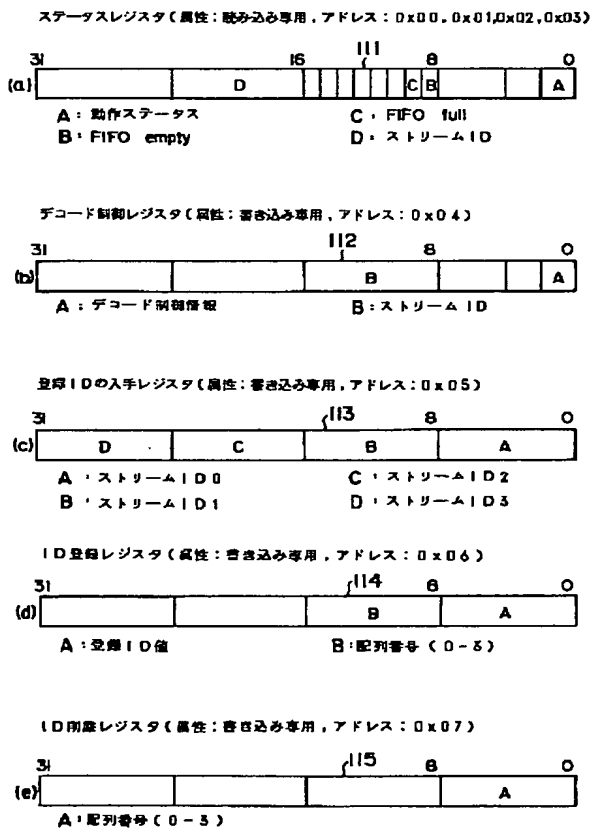 ステータスレジスタ(属性:読み込み専用,アドレス:0x00,0x01,0x02,0x03)
31 16 111 8 0
(a) D C B A
A:動作ステータス C:FIFO full
B:FIFO empty D:ストリームID
デコード制御レジスタ(属性:書き込み専用,アドレス:0x04)
31 112 8 0
(b) B A
A:デコード制御情報 B:ストリームID
登録IDの入手レジスタ(属性:書き込み専用,アドレス:0x05)
31 113 8 0
(c) D C B A
A:ストリームID0 C:ストリームID2
B:ストリームID1 D:ストリームID3
ID登録レジスタ(属性:書き込み専用,アドレス:0x06)
31 114 8 0
(d) B A
A:登録ID値 B:配列番号(0-3)
ID削除レジスタ(属性:書き込み専用,アドレス:0x07)
31 115 8 0
(e) A
A:配列番号(0-3)